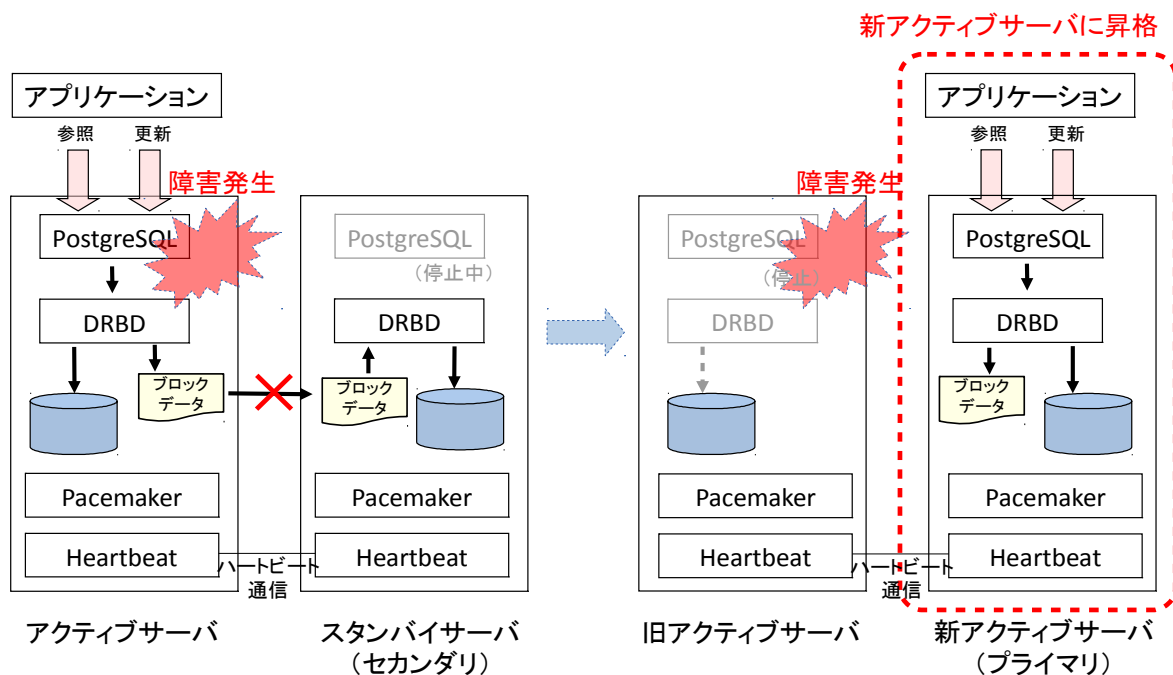 新アクティブサーバに昇格
アプリケーション
参照
更新
障害発生
PostgreSQL
DRBD
ブロック
データ
Pacemaker
Heartbeat
アクティブサーバ
PostgreSQL
（停止中）
DRBD
ブロック
データ
Pacemaker
Heartbeat
ハートビート
通信
スタンバイサーバ
（セカンダリ）
障害発生
PostgreSQL
（停止）
DRBD
Pacemaker
Heartbeat
旧アクティブサーバ
アプリケーション
参照
更新
PostgreSQL
DRBD
ブロック
データ
Pacemaker
Heartbeat
ハートビート
通信
新アクティブサーバ
（プライマリ）